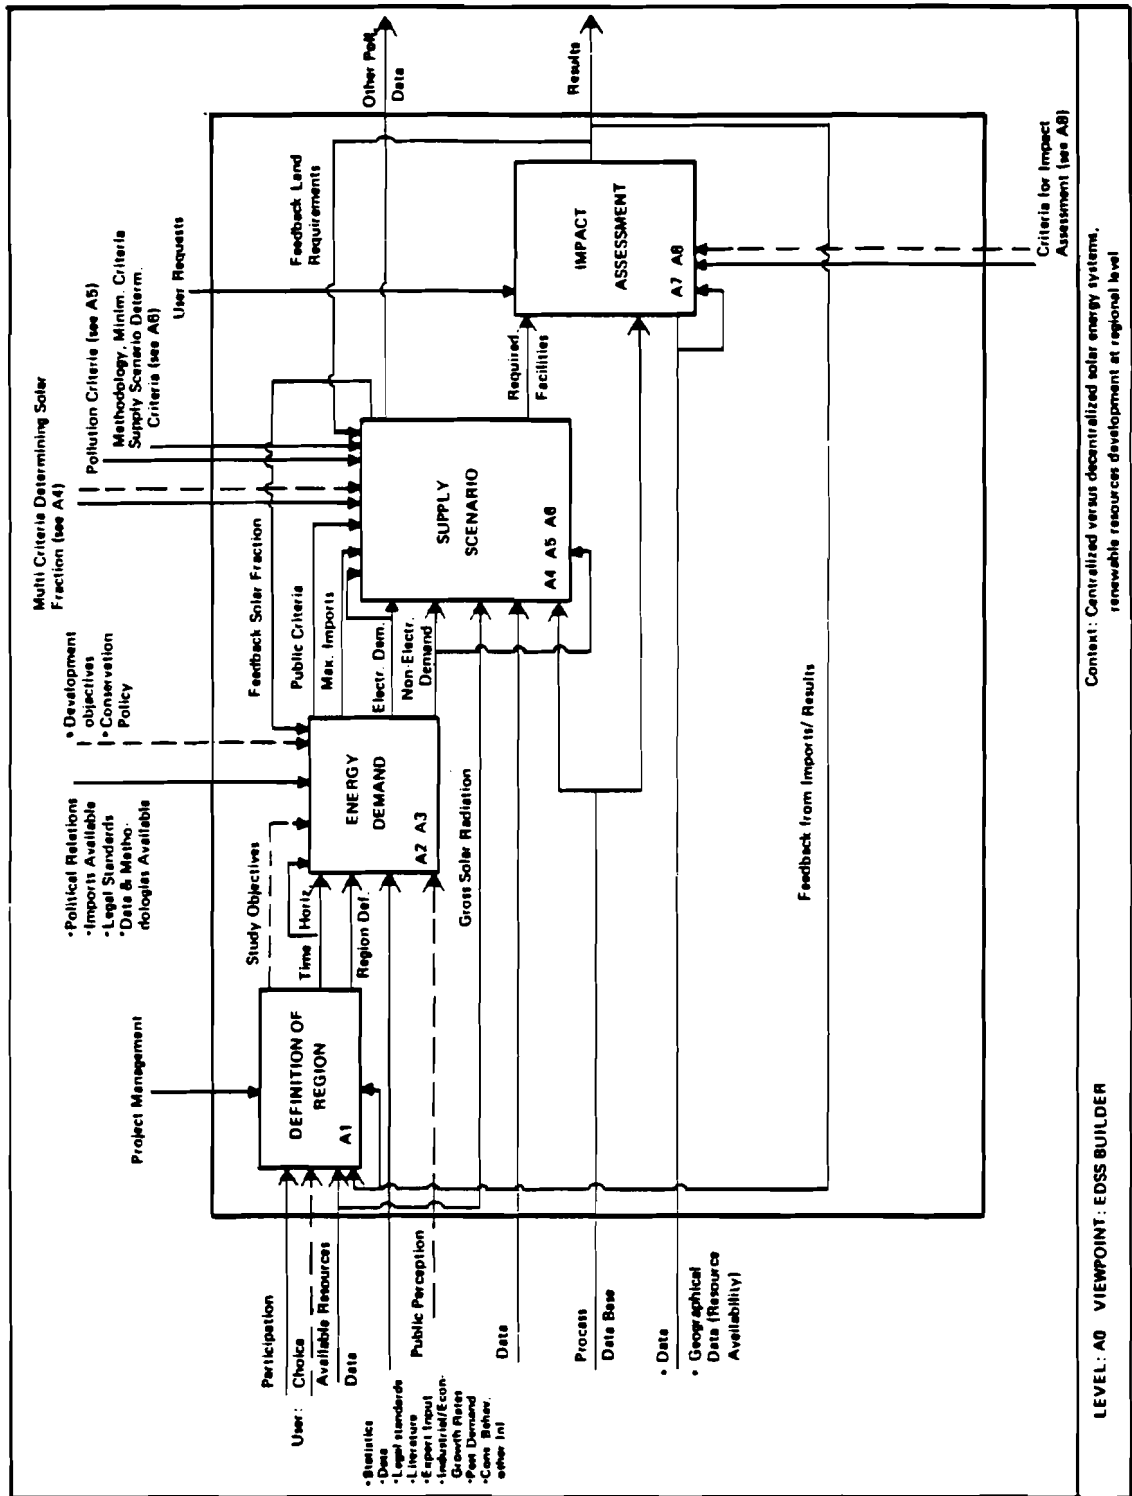 Participation
User: Choice
Available Resources
Data
•Statistics
•Data
•Legal standards
•Literature
•Expert Input
•Industrial/Econ-
Growth Rates
•Past Demand
•Cons Behav.
other Inf
Public Perception
Data
Process
Data Base
• Data
• Geographical
Data (Resource
Availability)
Project Management
DEFINITION OF
REGION
A1
Study Objectives
Time Horiz.
Region Def.
•Political Relations
•Imports Available
•Legal Standards
•Data & Metho-
dologies Available
• Development
objectives
• Conservation
Policy
ENERGY
DEMAND
A2 A3
Gross Solar Radiation
Feedback Solar Fraction
Public Criteria
Max. Imports
Electr. Dem.
Non-Electr.
Demand
Multi Criteria Determining Solar
Fraction (see A4)
Pollution Criteria (see A5)
Methodology, Minim. Criteria
Supply Scenario Determ.
Criteria (see A6)
User Requests
SUPPLY
SCENARIO
A4 A5 A6
Feedback Land
Requirements
Required
Facilities
IMPACT
ASSESSMENT
A7 A8
Other Poll.
Data
Results
Feedback from Imports/ Results
Criteria for Impact
Assessment (see A8)
LEVEL: A0 VIEWPOINT: EDSS BUILDER
Context: Centralized versus decentralized solar energy systems,
renewable resources development at regional level